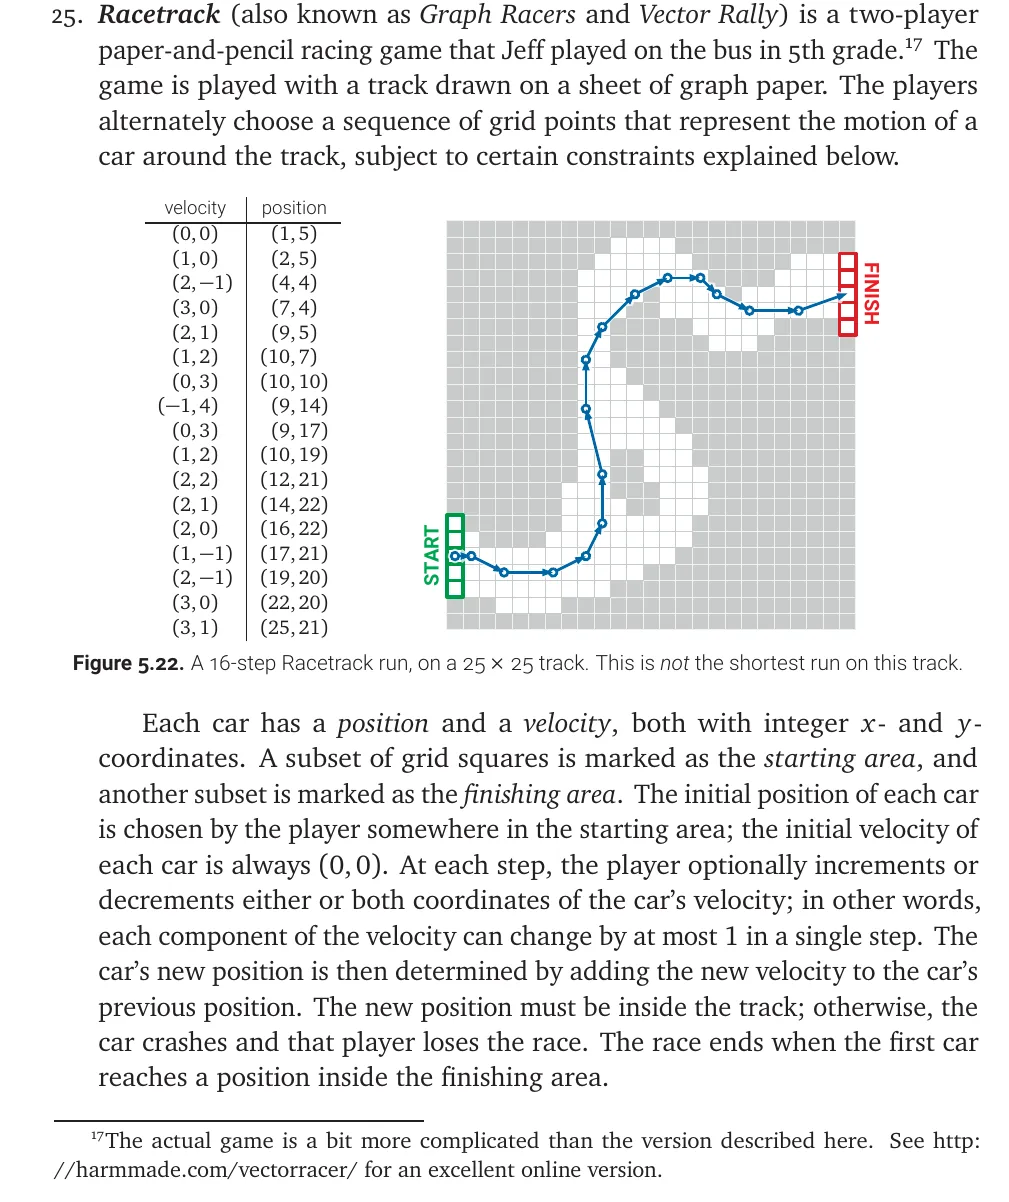 25. Racetrack (also known as Graph Racers and Vector Rally) is a two-player
paper-and-pencil racing game that Jeff played on the bus in 5th grade.¹⁷ The
game is played with a track drawn on a sheet of graph paper. The players
alternately choose a sequence of grid points that represent the motion of a
car around the track, subject to certain constraints explained below.
velocity position
(0,0) (1,5)
(1,0) (2,5)
(2,−1) (4,4)
(3,0) (7,4)
(2,1) (9,5)
(1,2) (10,7)
(0,3) (10,10)
(−1,4) (9,14)
(0,3) (9,17)
(1,2) (10,19)
(2,2) (12,21)
(2,1) (14,22)
(2,0) (16,22)
(1,−1) (17,21)
(2,−1) (19,20)
(3,0) (22,20)
(3,1) (25,21)
START
FINISH
Figure 5.22. A 16-step Racetrack run, on a 25 × 25 track. This is not the shortest run on this track.
Each car has a position and a velocity, both with integer x- and y-
coordinates. A subset of grid squares is marked as the starting area, and
another subset is marked as the finishing area. The initial position of each car
is chosen by the player somewhere in the starting area; the initial velocity of
each car is always (0,0). At each step, the player optionally increments or
decrements either or both coordinates of the car's velocity; in other words,
each component of the velocity can change by at most 1 in a single step. The
car's new position is then determined by adding the new velocity to the car's
previous position. The new position must be inside the track; otherwise, the
car crashes and that player loses the race. The race ends when the first car
reaches a position inside the finishing area.
¹⁷The actual game is a bit more complicated than the version described here. See http:
//harmmade.com/vectorracer/ for an excellent online version.